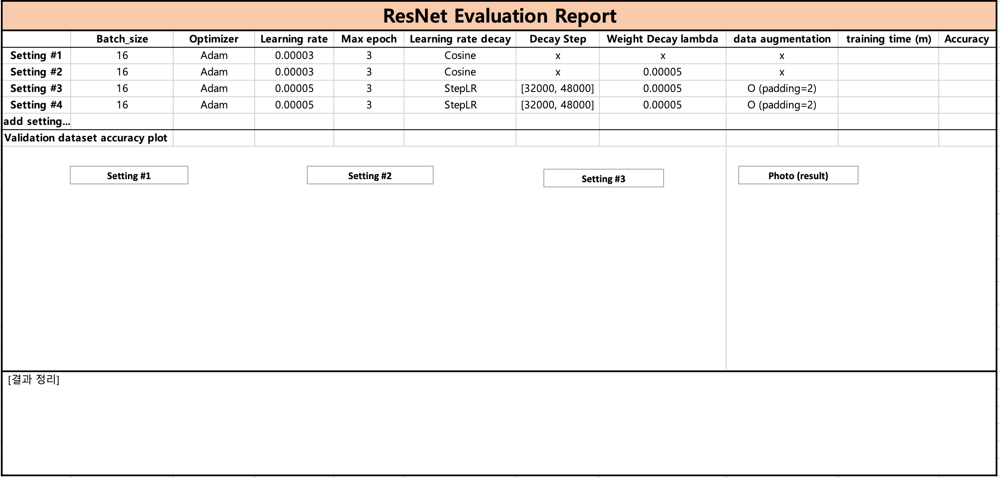 ResNet Evaluation Report
Batch_size Optimizer Learning rate Max epoch Learning rate decay Decay Step Weight Decay lambda data augmentation training time (m) Accuracy
Setting #1 16 Adam 0.00003 3 Cosine x x x
Setting #2 16 Adam 0.00003 3 Cosine x 0.00005 x
Setting #3 16 Adam 0.00005 3 StepLR [32000, 48000] 0.00005 O (padding=2)
Setting #4 16 Adam 0.00005 3 StepLR [32000, 48000] 0.00005 O (padding=2)
add setting...
Validation dataset accuracy plot
Setting #1 Setting #2 Setting #3 Photo (result)
[결과 정리]